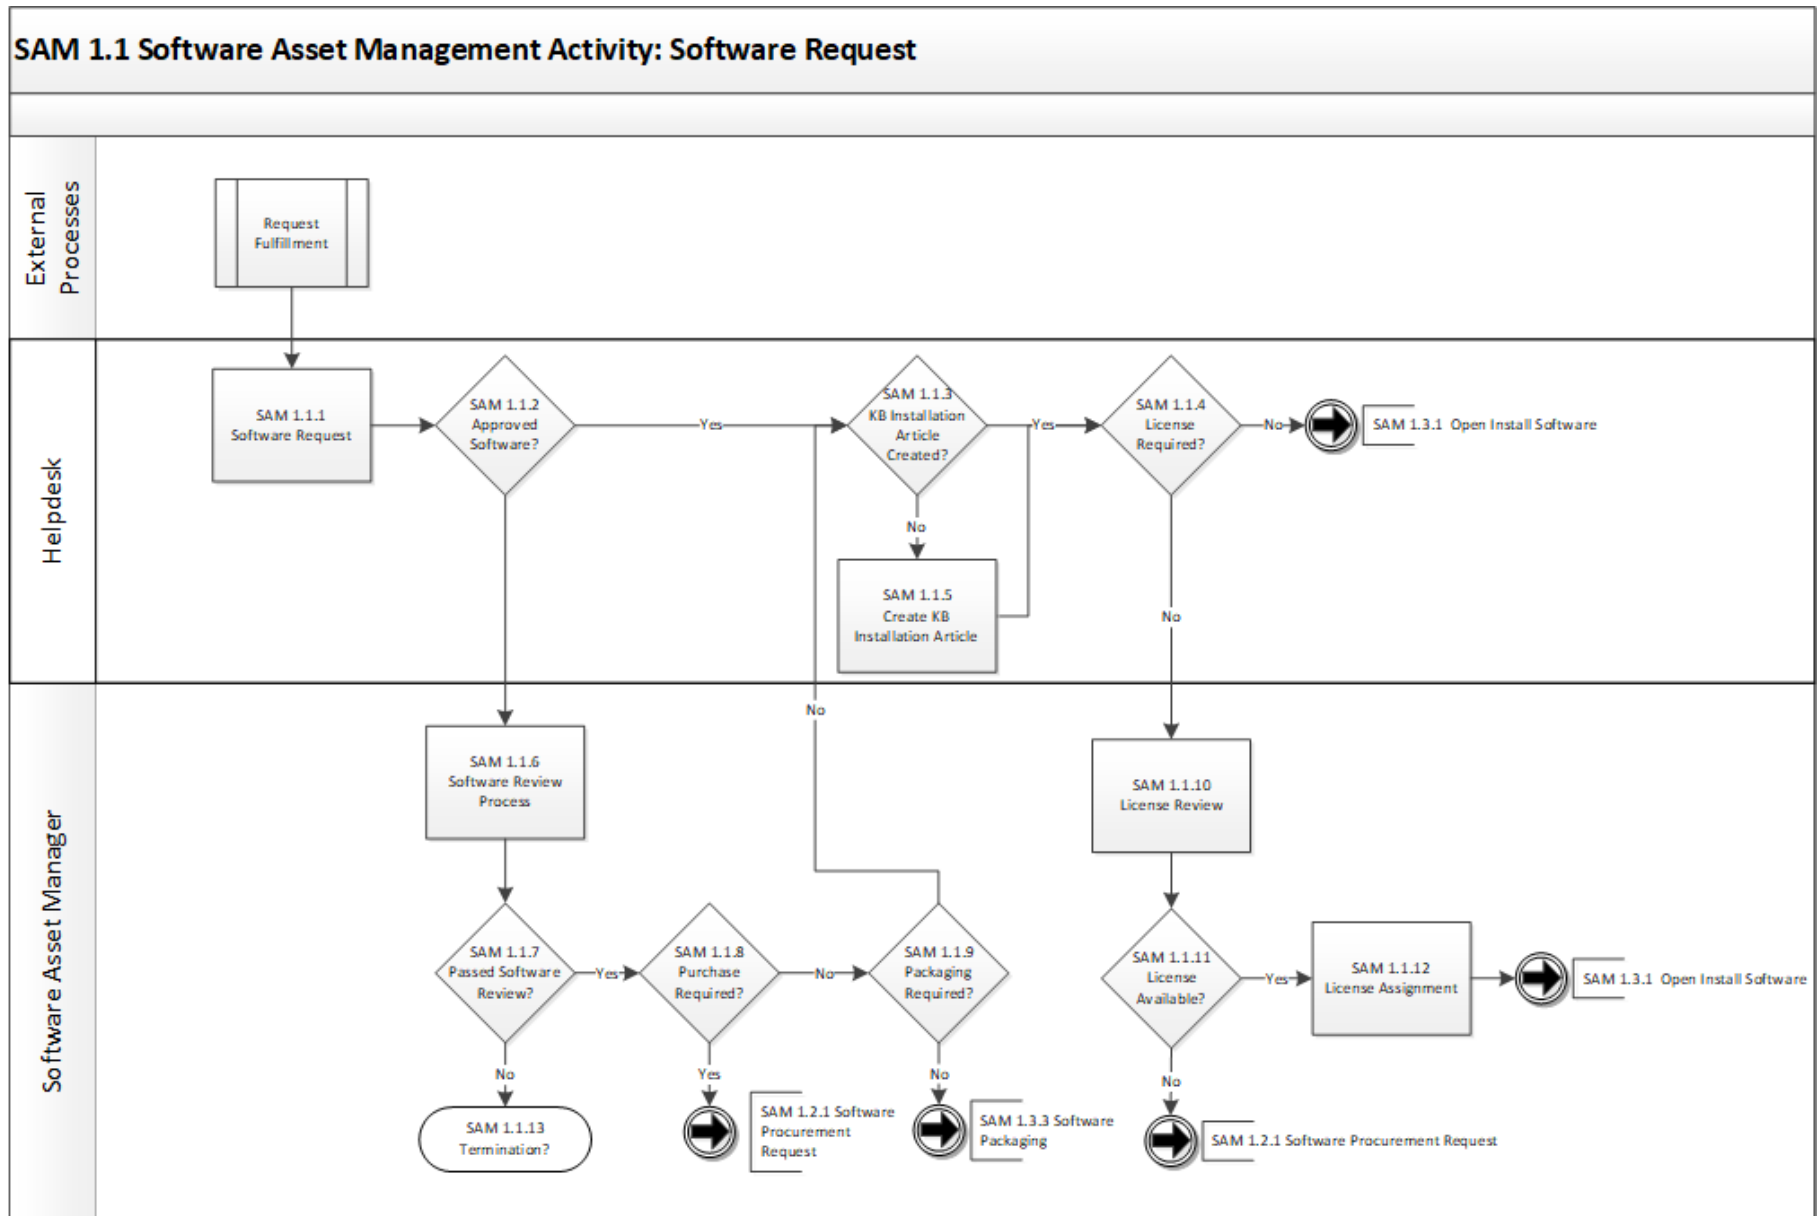 SAM 1.1 Software Asset Management Activity: Software Request
External
Processes
Request
Fulfillment
Helpdesk
SAM 1.1.1
Software Request
SAM 1.1.2
Approved
Software?
Yes
SAM 1.1.3
KB Installation
Article
Created?
Yes
SAM 1.1.4
License
Required?
No
SAM 1.3.1 Open Install Software
No
SAM 1.1.5
Create KB
Installation Article
No
Software Asset Manager
No
SAM 1.1.6
Software Review
Process
SAM 1.1.10
License Review
SAM 1.1.7
Passed Software
Review?
Yes
SAM 1.1.8
Purchase
Required?
No
SAM 1.1.9
Packaging
Required?
SAM 1.1.11
License
Available?
Yes
SAM 1.1.12
License Assignment
SAM 1.3.1 Open Install Software
No
Yes
No
No
SAM 1.1.13
Termination?
SAM 1.2.1 Software
Procurement
Request
SAM 1.3.3 Software
Packaging
SAM 1.2.1 Software Procurement Request